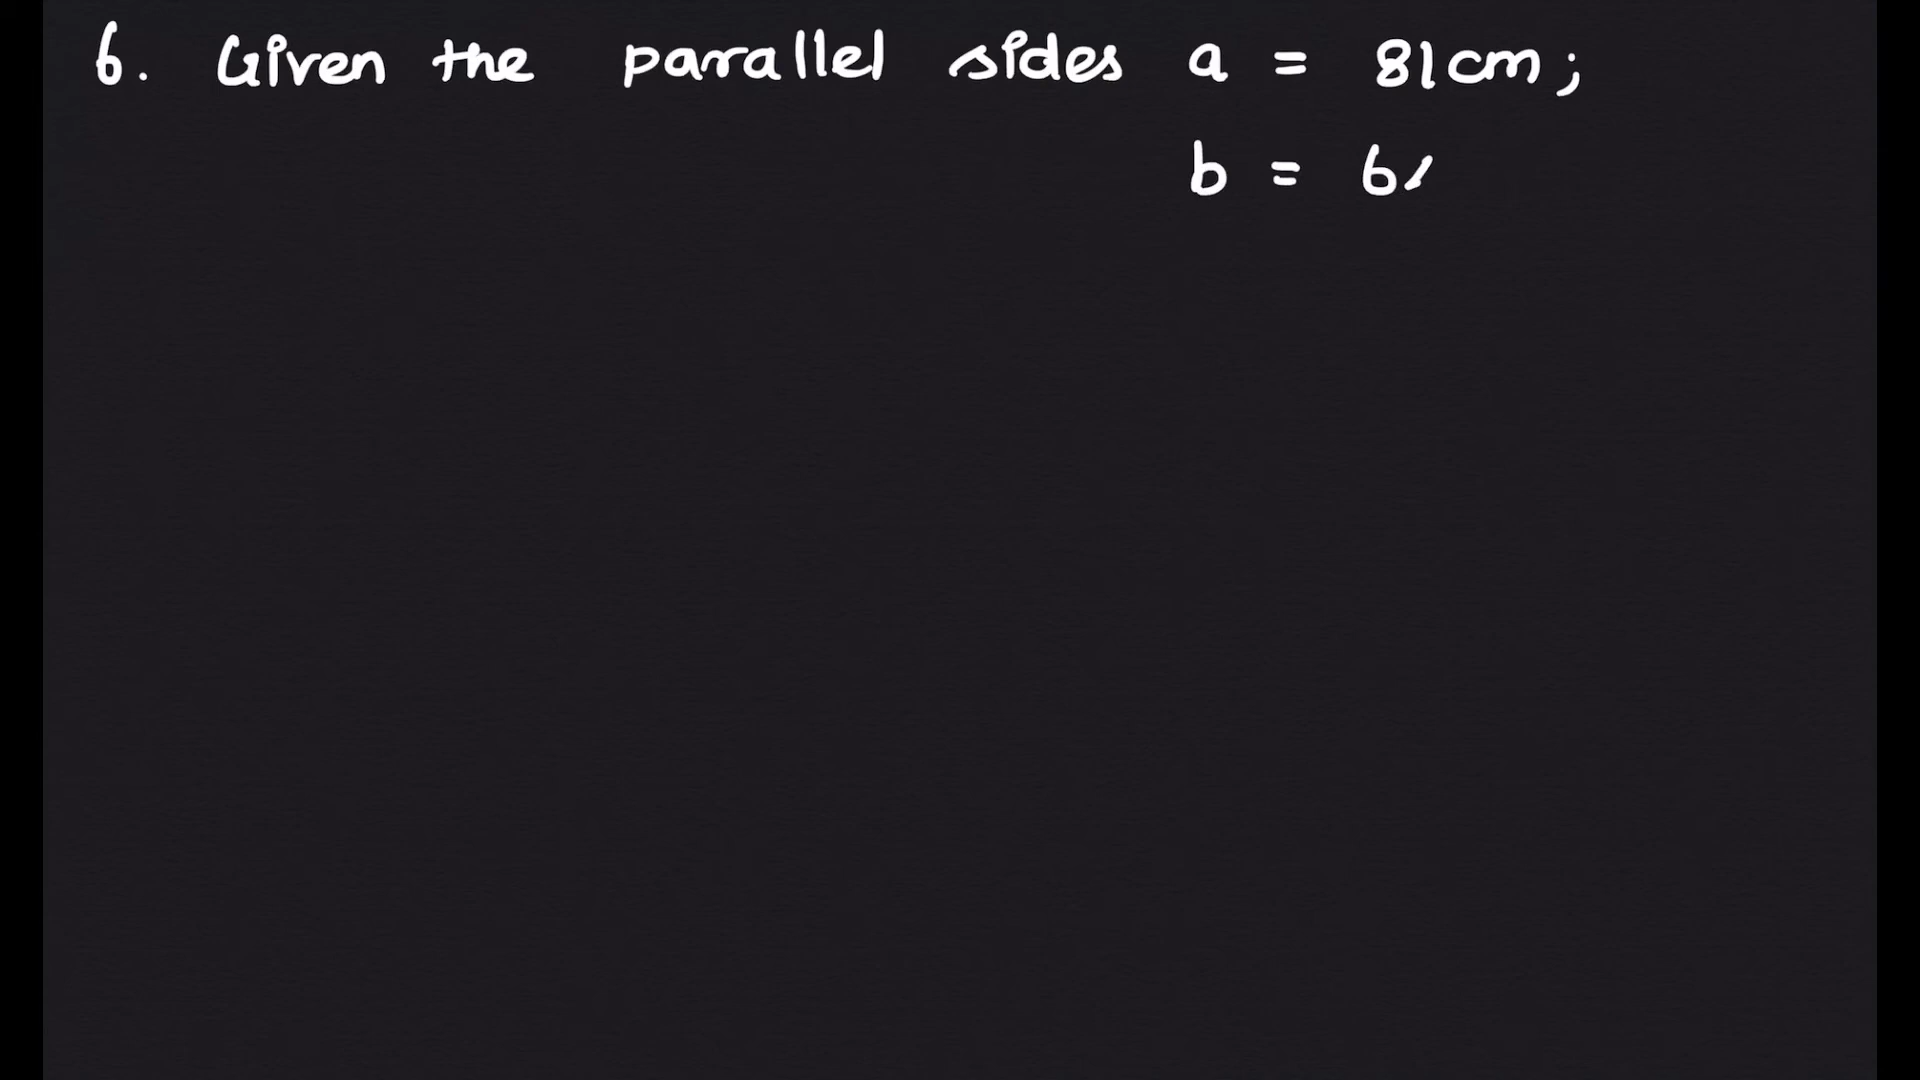 6. Given the parallel sides a = 81cm;
b = 6